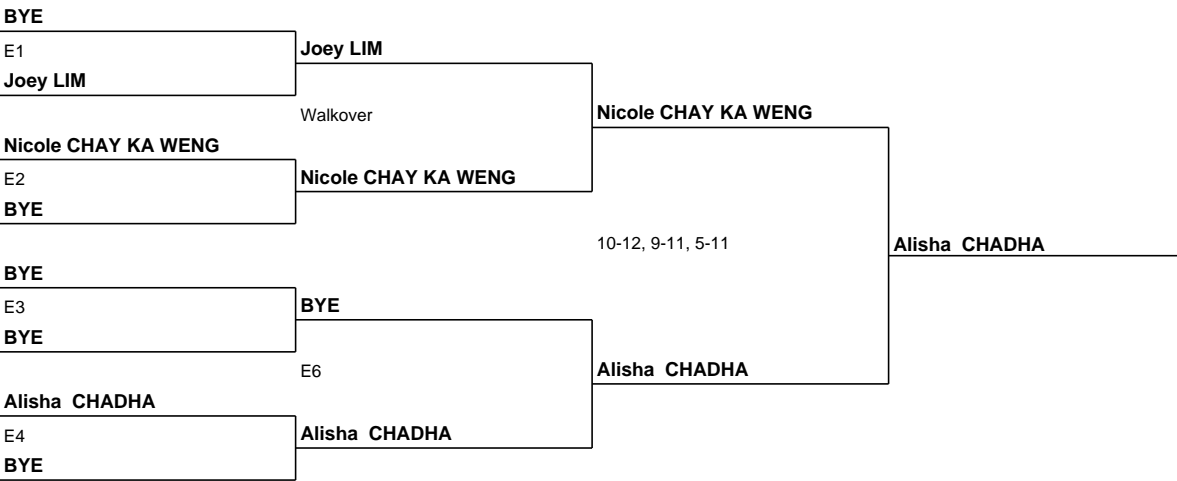 BYE
E1
Joey LIM
Joey LIM
Walkover
Nicole CHAY KA WENG
Nicole CHAY KA WENG
E2
Nicole CHAY KA WENG
BYE
10-12, 9-11, 5-11
Alisha CHADHA
BYE
E3
BYE
BYE
E6
Alisha CHADHA
Alisha CHADHA
E4
Alisha CHADHA
BYE